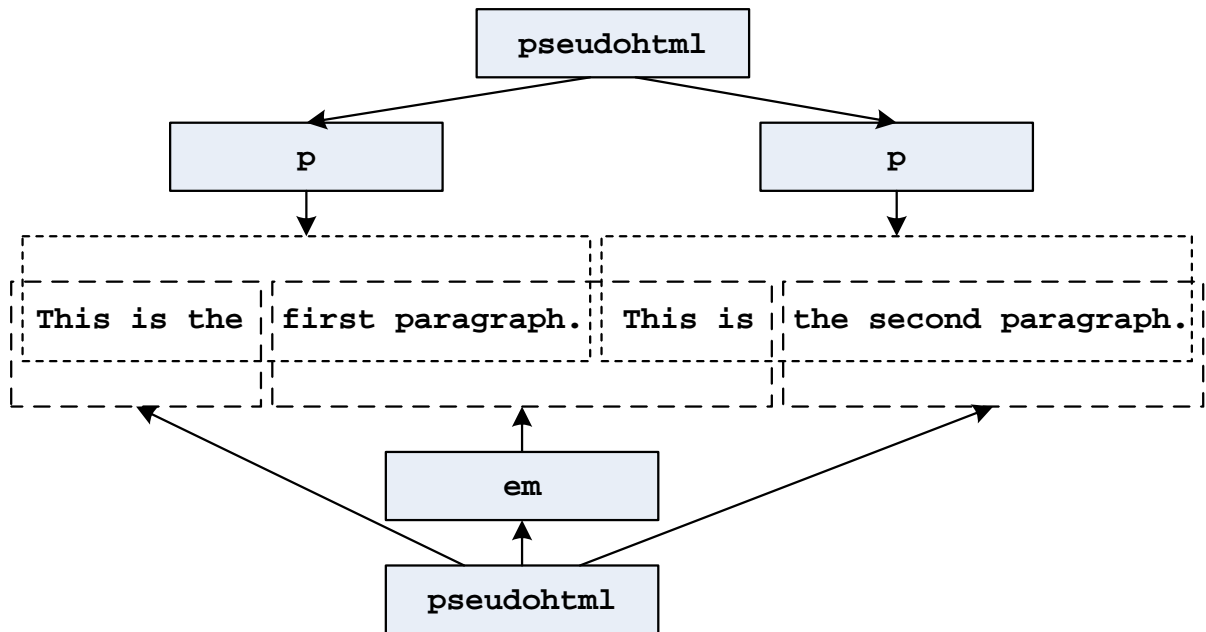 pseudohtml
p p
This is the first paragraph. This is the second paragraph.
em
pseudohtml